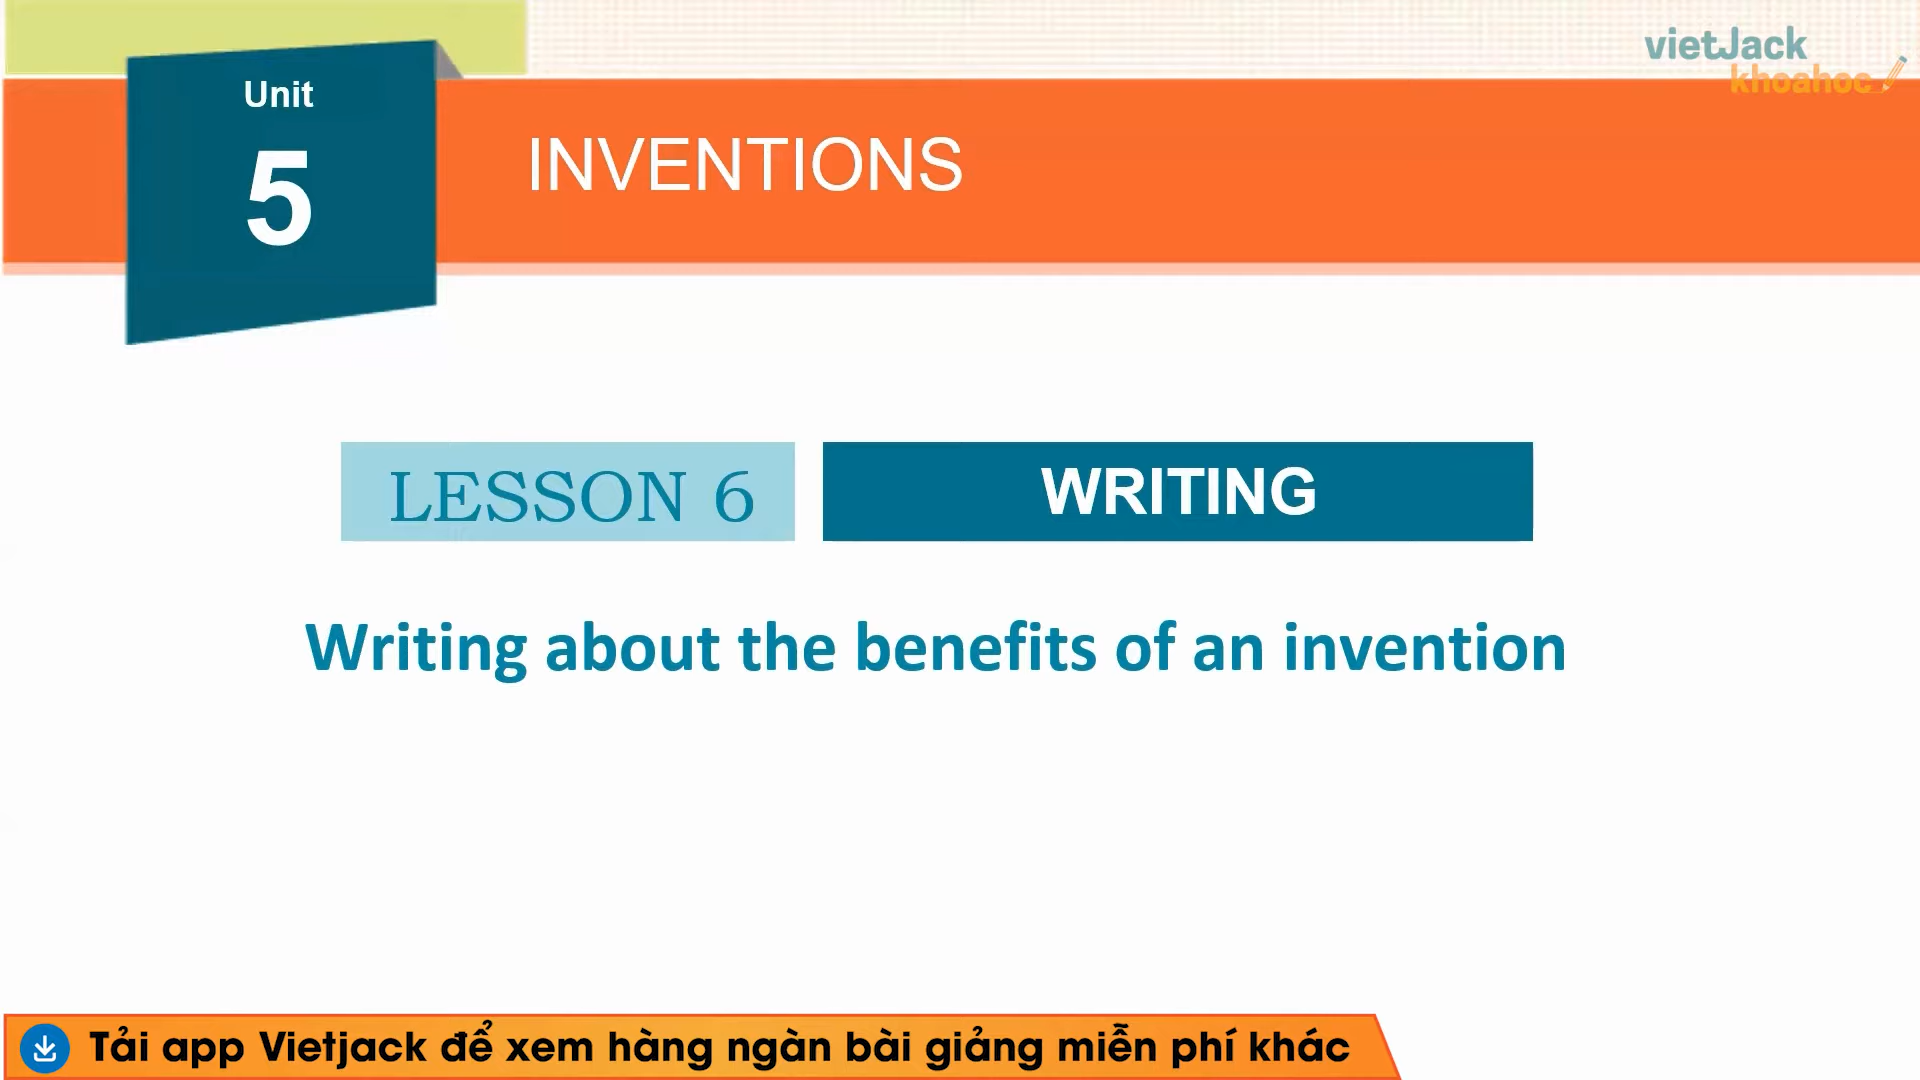 vietJack
khoahoc
Unit
5
INVENTIONS
LESSON 6
WRITING
Writing about the benefits of an invention
Tải app Vietjack để xem hàng ngàn bài giảng miễn phí khác